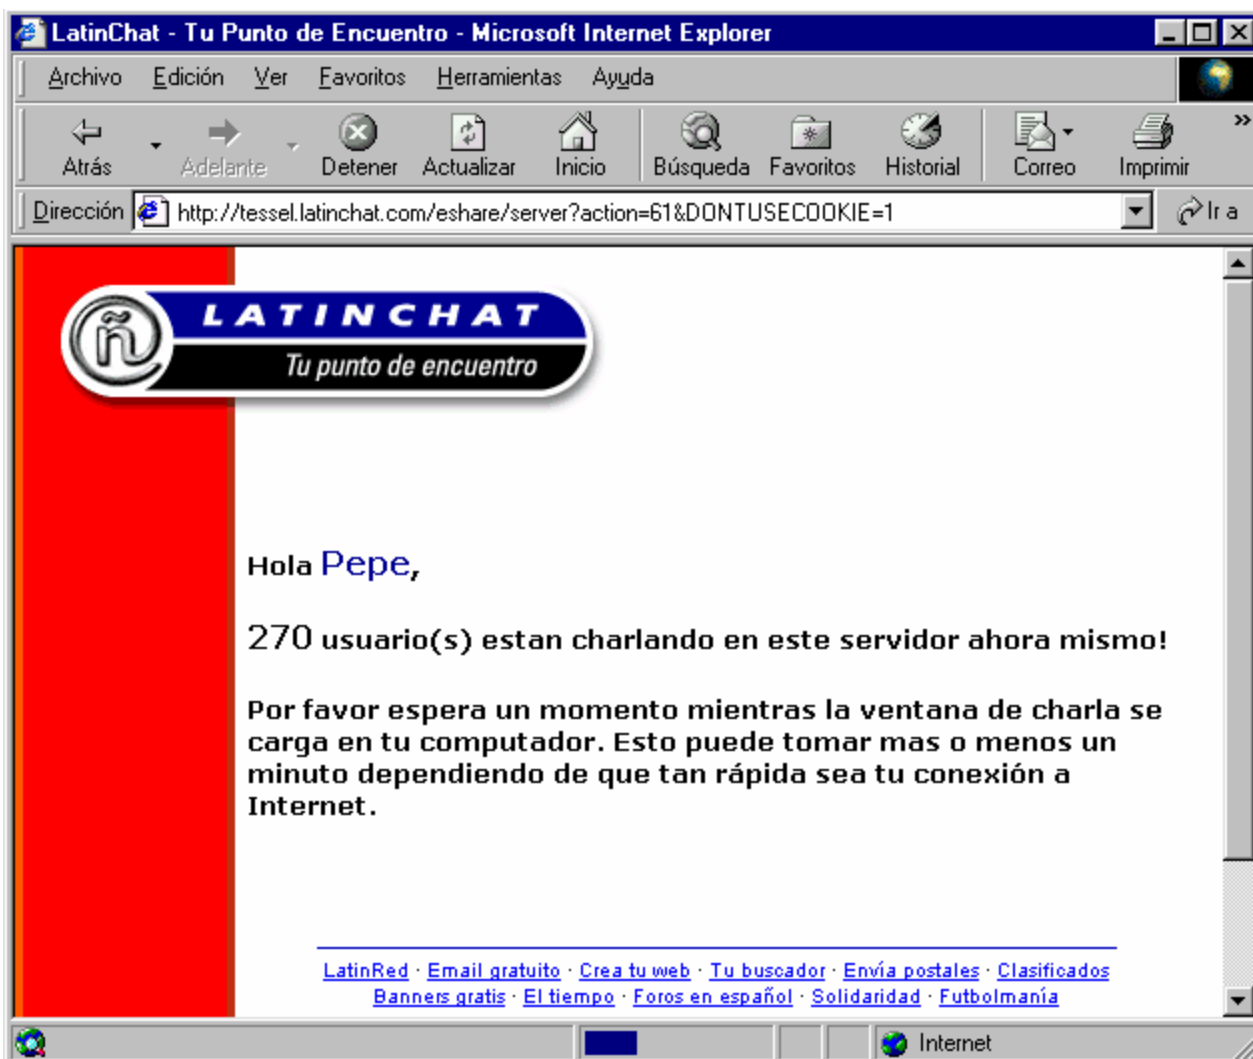 LatinChat - Tu Punto de Encuentro - Microsoft Internet Explorer
Archivo Edición Ver Favoritos Herramientas Ayuda
Atrás Adelante Detener Actualizar Inicio Búsqueda Favoritos Historial Correo Imprimir »
Dirección http://tessel.latinchat.com/eshare/server?action=61&DONTUSECOOKIE=1 Ir a
ñ
LATINCHAT
Tu punto de encuentro
Hola Pepe,
270 usuario(s) estan charlando en este servidor ahora mismo!
Por favor espera un momento mientras la ventana de charla se
carga en tu computador. Esto puede tomar mas o menos un
minuto dependiendo de que tan rápida sea tu conexión a
Internet.
LatinRed · Email gratuito · Crea tu web · Tu buscador · Envía postales · Clasificados
Banners gratis · El tiempo · Foros en español · Solidaridad · Futbolmanía
Internet